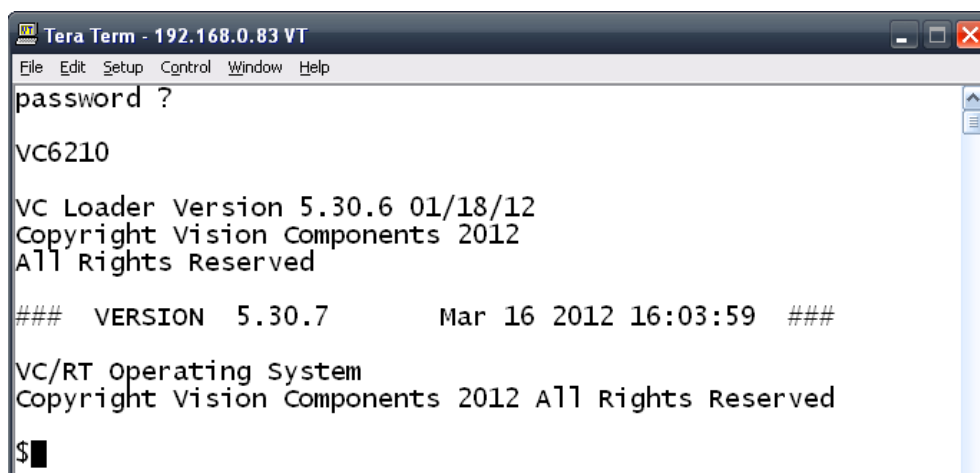 Tera Term - 192.168.0.83 VT
File Edit Setup Control Window Help
password ?
VC6210
VC Loader Version 5.30.6 01/18/12
Copyright Vision Components 2012
All Rights Reserved
### VERSION 5.30.7 Mar 16 2012 16:03:59 ###
VC/RT Operating System
Copyright Vision Components 2012 All Rights Reserved
$